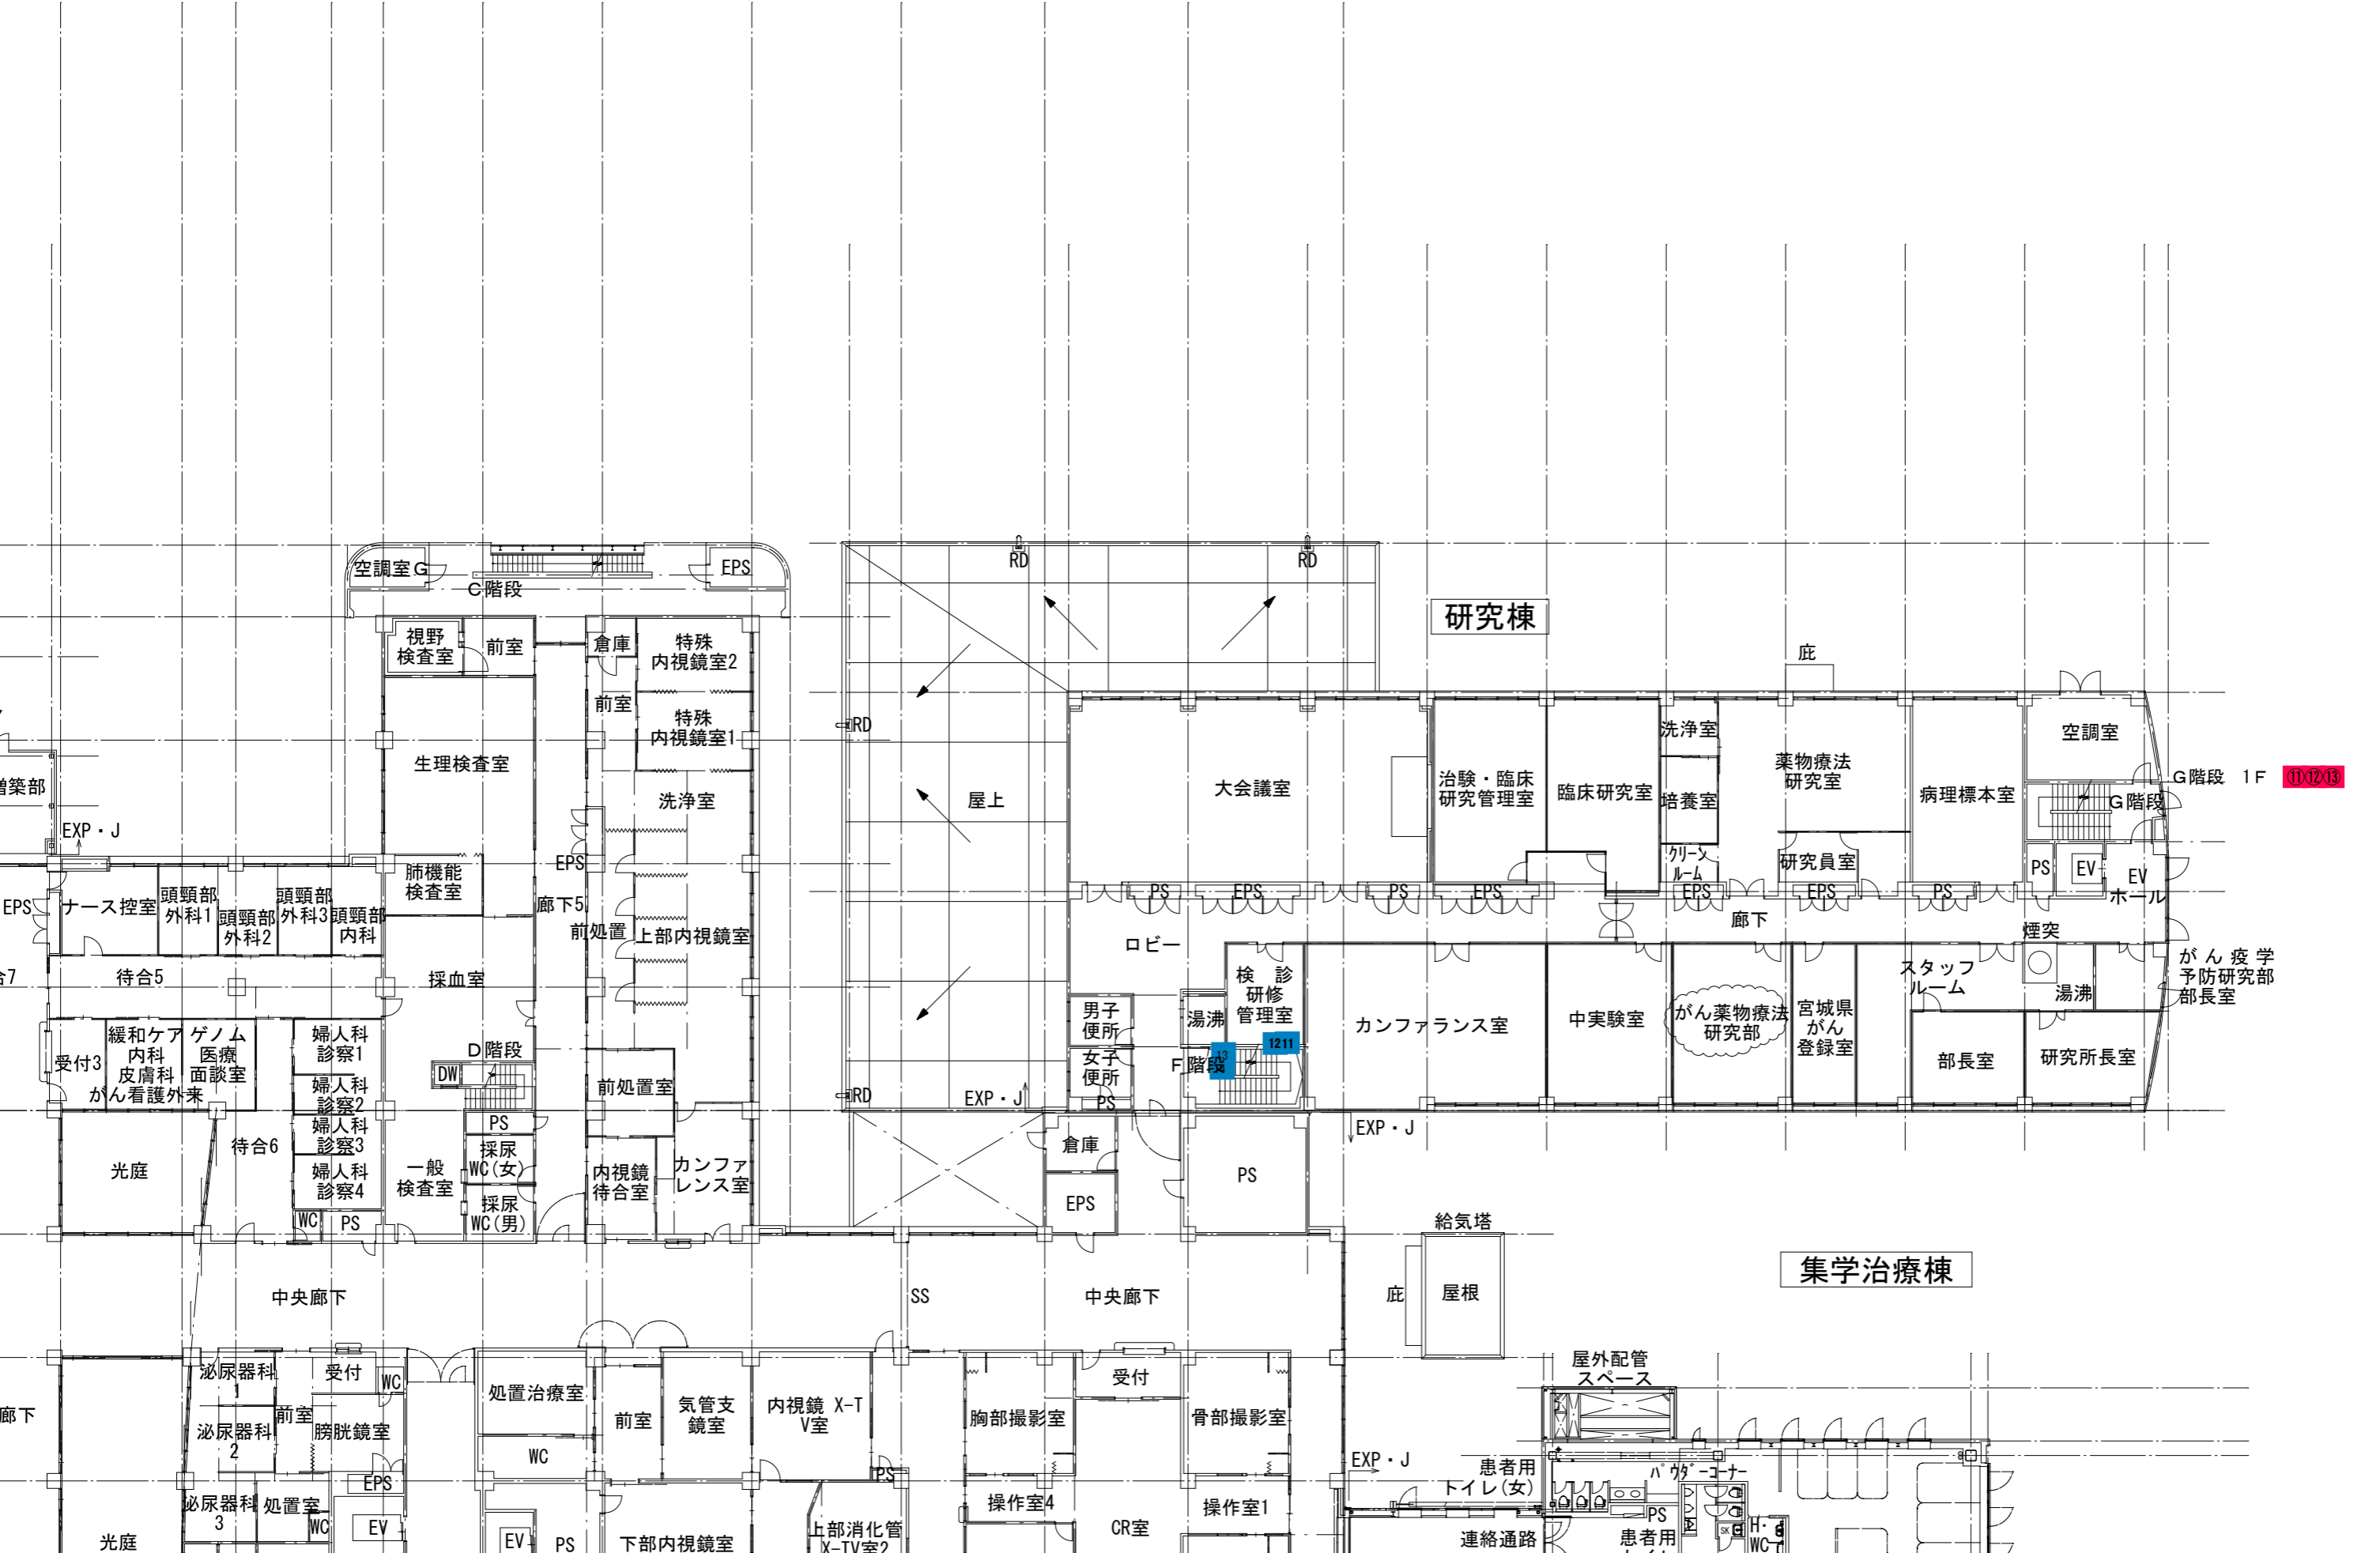 空調室G
EPS
C階段
RD
RD
研究棟
視野
検査室
前室
倉庫
特殊
内視鏡室2
庇
前室
特殊
内視鏡室1
RD
洗浄室
空調室
生理検査室
洗浄室
屋上
大会議室
治験・臨床
研究管理室
臨床研究室
培養室
薬物療法
研究室
病理標本室
G階段 1F ⑪⑫⑬
G階段
増築部
EXP・J
EPS
肺機能
検査室
クリーン
ルーム
研究員室
PS
EV
EV
ホール
PS
EPS
PS
EPS
EPS
EPS
PS
EPS
ナース控室
頭頸部
外科1
頭頸部
外科2
頭頸部
外科3
頭頸部
内科
廊下5
前処置
上部内視鏡室
ロビー
廊下
煙突
合7
待合5
採血室
検 診
研修
管理室
スタッフ
ルーム
湯沸
がん疫学
予防研究部
部長室
男子
便所
湯沸
カンファランス室
中実験室
がん薬物療法
研究部
宮城県
がん
登録室
部長室
研究所長室
受付3
緩和ケア
内科
皮膚科
がん看護外来
ゲノム
医療
面談室
婦人科
診察1
D階段
DW
前処置室
女子
便所
F階段
13
1211
婦人科
診察2
RD
EXP・J
PS
PS
EXP・J
婦人科
診察3
待合6
光庭
婦人科
診察4
一般
検査室
採尿
WC(女)
採尿
WC(男)
内視鏡
待合室
カンファ
レンス室
倉庫
EPS
PS
WC
PS
給気塔
集学治療棟
中央廊下
SS
中央廊下
庇
屋根
屋外配管
スペース
泌尿器科
1
受付
WC
処置治療室
前室
気管支
鏡室
内視鏡 X-T
V室
胸部撮影室
受付
骨部撮影室
廊下
泌尿器科
2
前室
膀胱鏡室
WC
EPS
PS
EXP・J
患者用
トイレ(女)
パウダーコーナー
泌尿器科
3
処置室
WC
操作室4
操作室1
CR室
光庭
EV
EV
PS
下部内視鏡室
上部消化管
X-TV室2
連絡通路
PS
患者用
SK
H・
WC